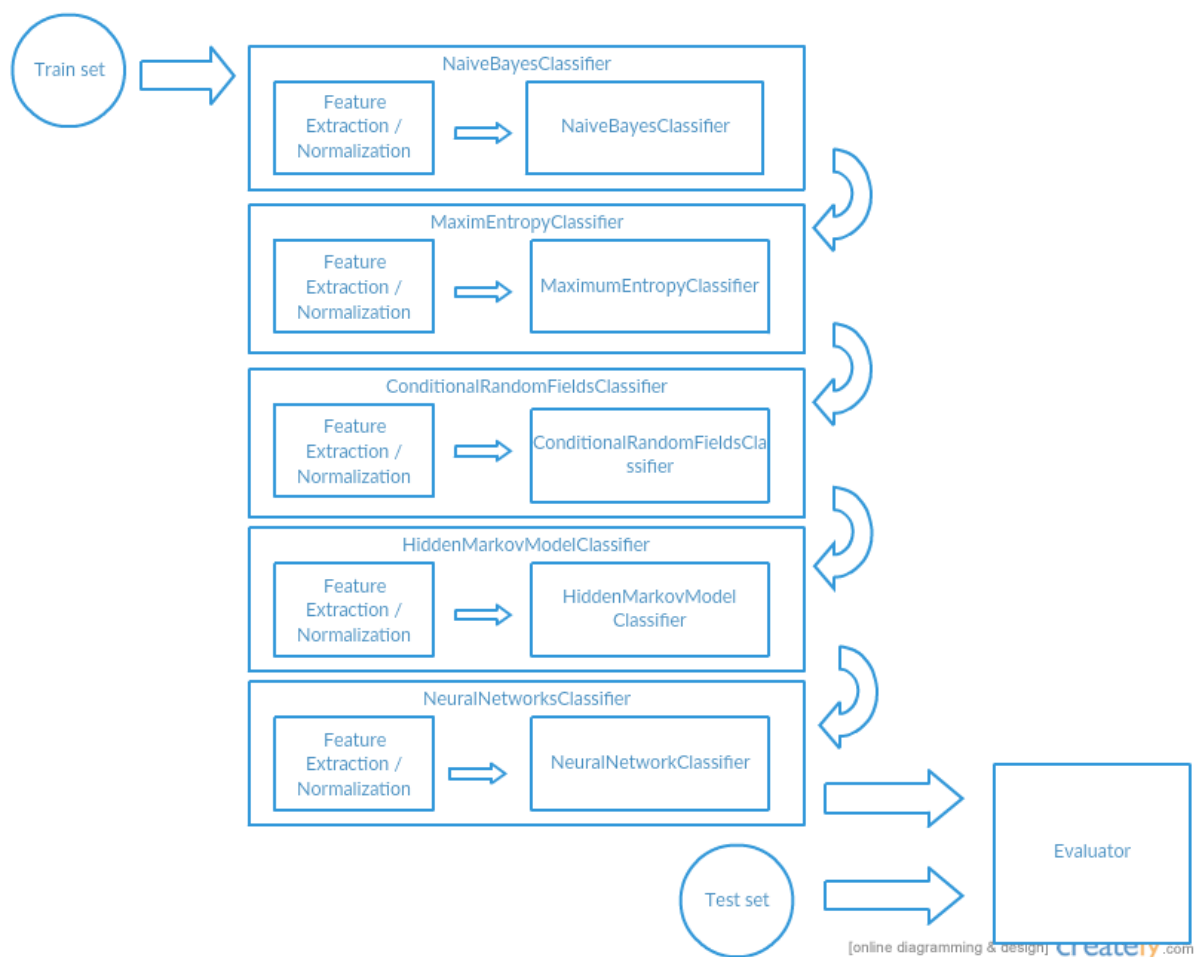 Train set
NaiveBayesClassifier
Feature
Extraction /
Normalization
NaiveBayesClassifier
MaximEntropyClassifier
Feature
Extraction /
Normalization
MaximumEntropyClassifier
ConditionalRandomFieldsClassifier
Feature
Extraction /
Normalization
ConditionalRandomFieldsCla
ssifier
HiddenMarkovModelClassifier
Feature
Extraction /
Normalization
HiddenMarkovModel
Classifier
NeuralNetworksClassifier
Feature
Extraction /
Normalization
NeuralNetworkClassifier
Evaluator
Test set
[online diagramming & design] creately.com